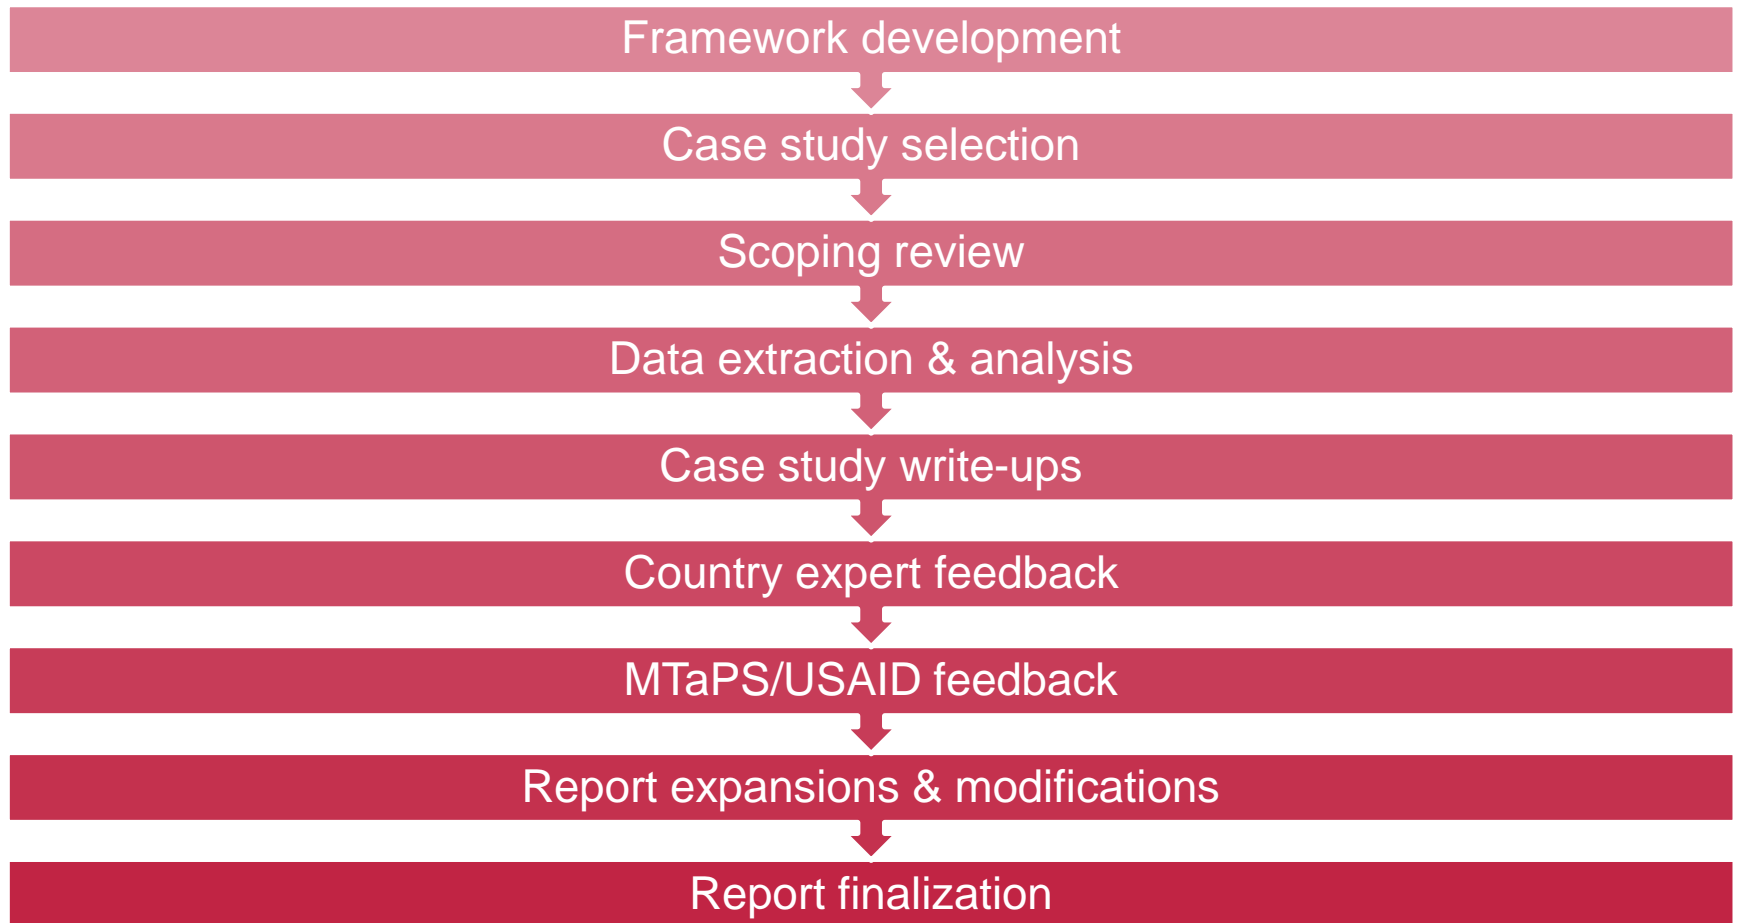 Framework development
Case study selection
Scoping review
Data extraction & analysis
Case study write-ups
Country expert feedback
MTaPS/USAID feedback
Report expansions & modifications
Report finalization